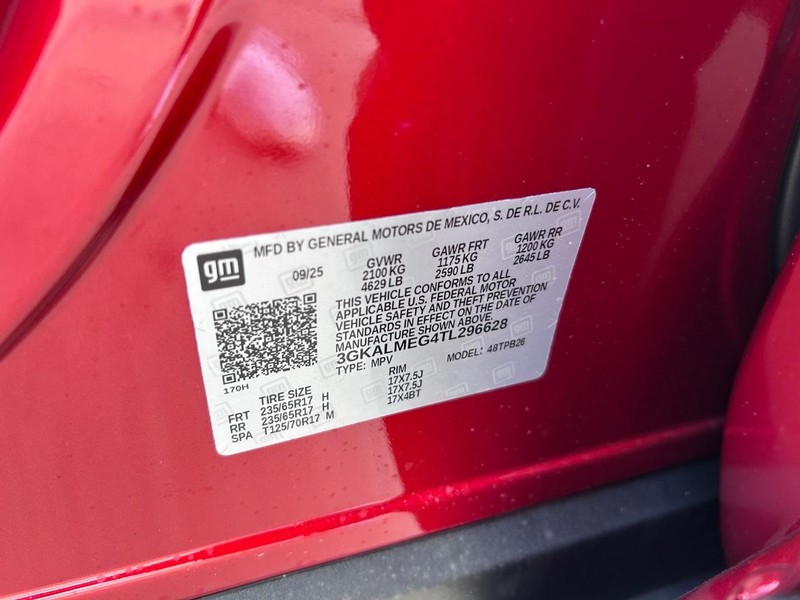 gm
MFD BY GENERAL MOTORS DE MEXICO, S. DE R.L. DE C.V.
09/25
GVWR
2100 KG
4629 LB
GAWR FRT
1175 KG
2590 LB
GAWR RR
1200 KG
2645 LB
THIS VEHICLE CONFORMS TO ALL
APPLICABLE U.S. FEDERAL MOTOR
VEHICLE SAFETY AND THEFT PREVENTION
STANDARDS IN EFFECT ON THE DATE OF
MANUFACTURE SHOWN ABOVE.
3GKALMEG4TL296628
TYPE: MPV MODEL: 48TPB26
170H
TIRE SIZE RIM
FRT 235/65R17 H 17X7.5J
RR 235/65R17 H 17X7.5J
SPA T125/70R17 M 17X4BT